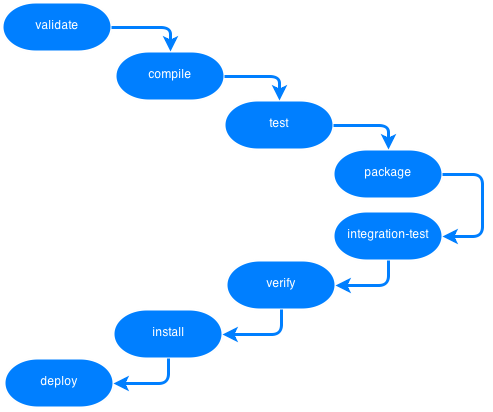 validate
compile
test
package
integration-test
verify
install
deploy